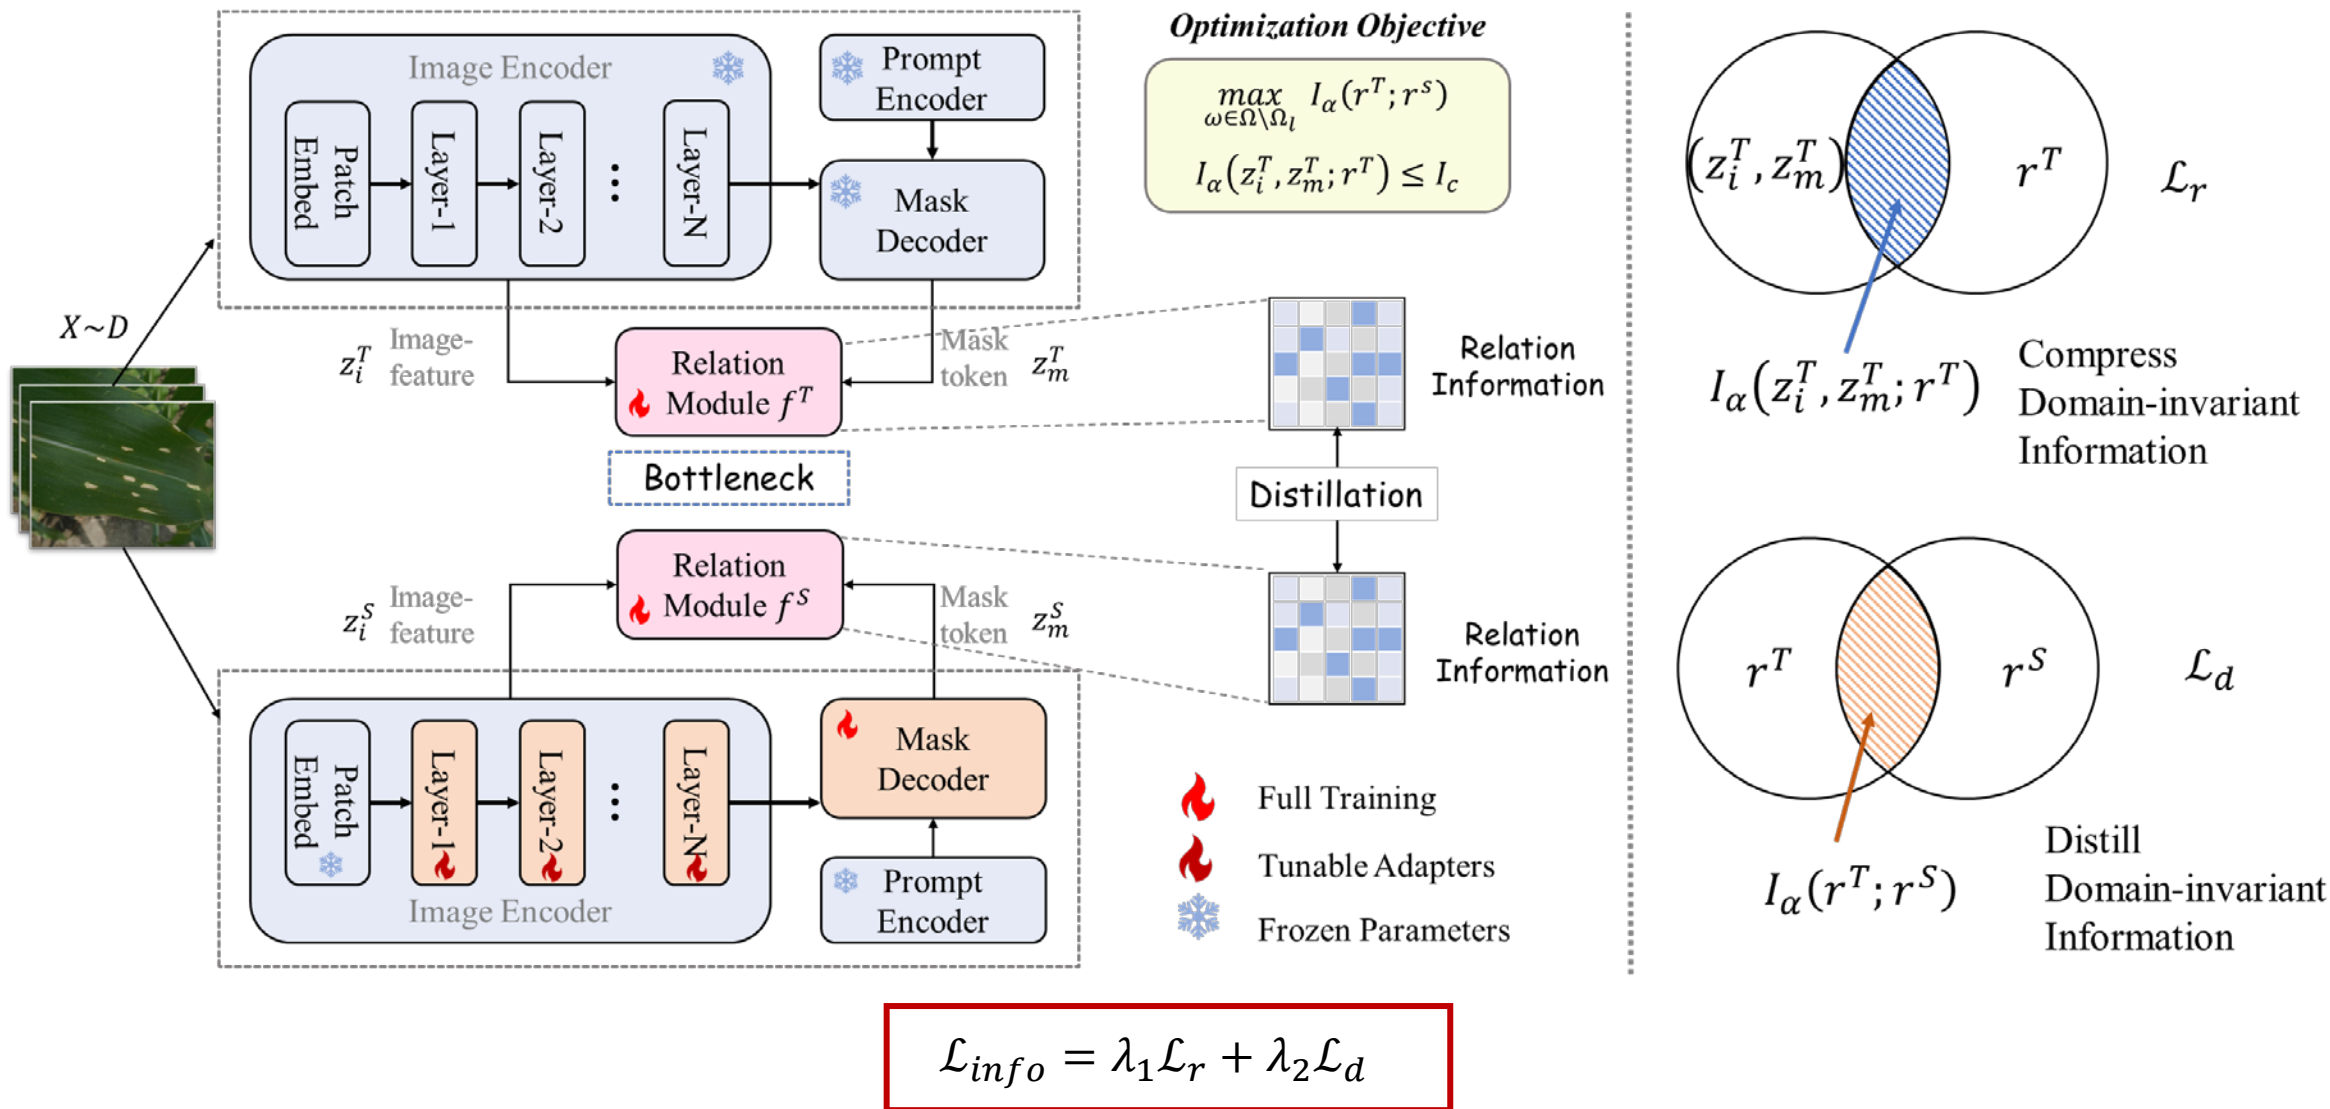 Image Encoder
Patch
Embed
Layer-1
Layer-2
...
Layer-N
Prompt
Encoder
Mask
Decoder
Optimization Objective
max I_α(r^T; r^s)
ω∈Ω\Ω_l
I_α(z_i^T, z_m^T; r^T) ≤ I_c
X~D
z_i^T
Image-
feature
Relation
Module f^T
Mask
token
z_m^T
Relation
Information
Bottleneck
Distillation
z_i^S
Image-
feature
Relation
Module f^S
Mask
token
z_m^S
Relation
Information
Patch
Embed
Layer-1
Layer-2
...
Layer-N
Image Encoder
Mask
Decoder
Prompt
Encoder
Full Training
Tunable Adapters
Frozen Parameters
(z_i^T, z_m^T)
r^T
ℒ_r
I_α(z_i^T, z_m^T; r^T)
Compress
Domain-invariant
Information
r^T
r^S
ℒ_d
I_α(r^T; r^S)
Distill
Domain-invariant
Information
ℒ_info = λ_1ℒ_r + λ_2ℒ_d